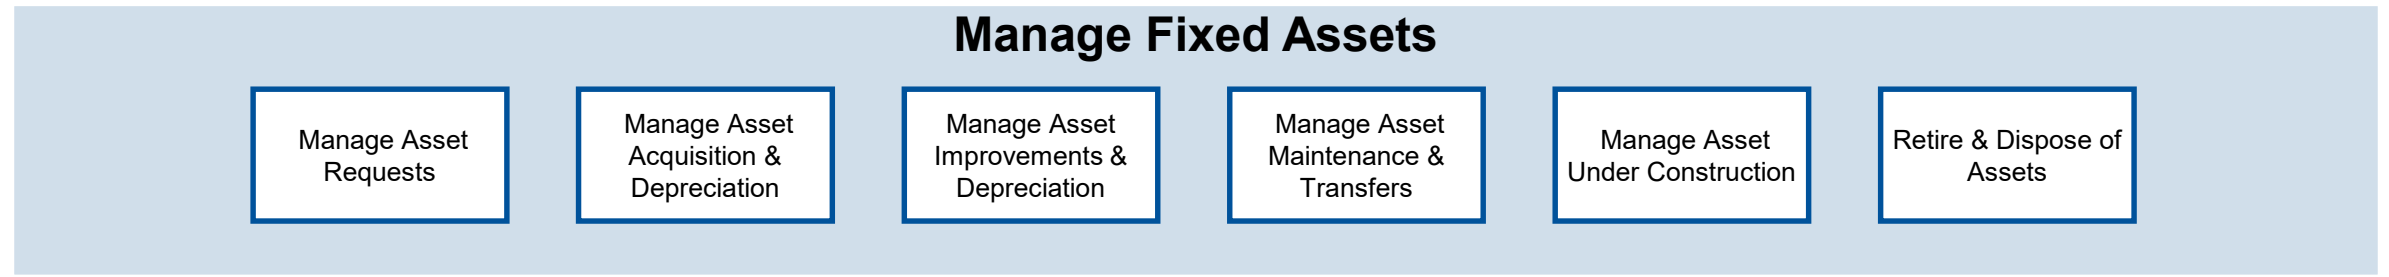 Manage Fixed Assets
Manage Asset
Requests
Manage Asset
Acquisition &
Depreciation
Manage Asset
Improvements &
Depreciation
Manage Asset
Maintenance &
Transfers
Manage Asset
Under Construction
Retire & Dispose of
Assets